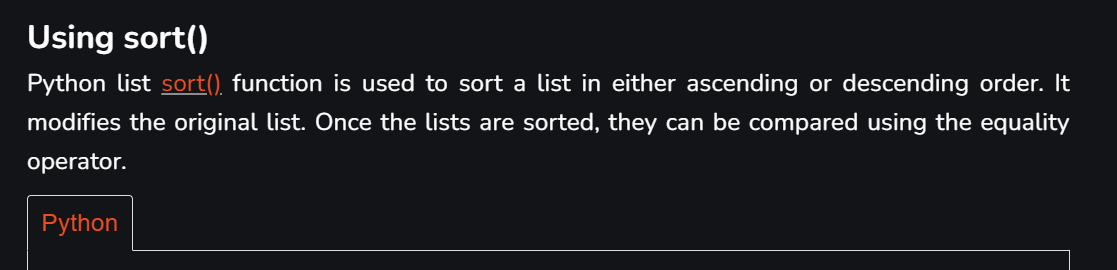 Using sort()
Python list sort() function is used to sort a list in either ascending or descending order. It
modifies the original list. Once the lists are sorted, they can be compared using the equality
operator.
Python